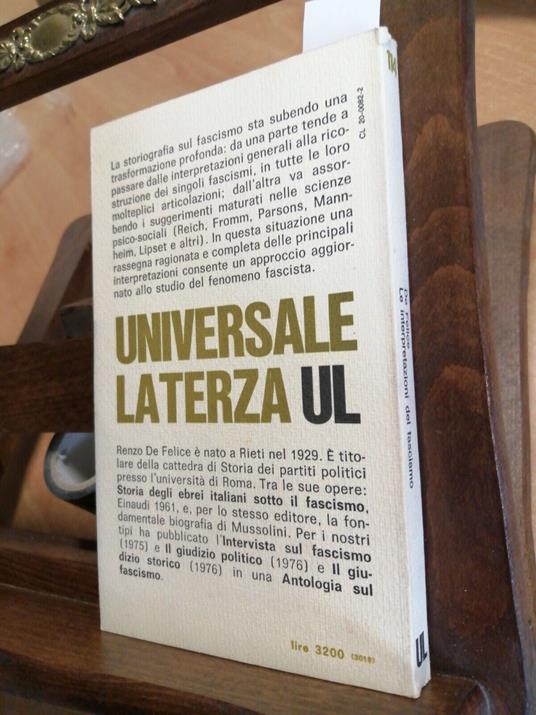 La storiografia sul fascismo sta subendo una
trasformazione profonda: da una parte tende a
passare dalle interpretazioni generali alla rico-
struzione dei singoli fascismi, in tutte le loro
molteplici articolazioni; dall'altra va assor-
bendo i suggerimenti maturati nelle scienze
psico-sociali (Reich, Fromm, Parsons, Mann-
heim, Lipset e altri). In questa situazione una
rassegna ragionata e completa delle principali
interpretazioni consente un approccio aggior-
nato allo studio del fenomeno fascista.
CL 20-0082-2
UNIVERSALE
LATERZA UL
Renzo De Felice è nato a Rieti nel 1929. È tito-
lare della cattedra di Storia dei partiti politici
presso l'università di Roma. Tra le sue opere:
Storia degli ebrei italiani sotto il fascismo,
Einaudi 1961, e, per lo stesso editore, la fon-
damentale biografia di Mussolini. Per i nostri
tipi ha pubblicato l'Intervista sul fascismo
(1975) e Il giudizio politico (1976) e Il giu-
dizio storico (1976) in una Antologia sul
fascismo.
lire 3200 (3019)
De Felice
Le interpretazioni del fascismo
UL